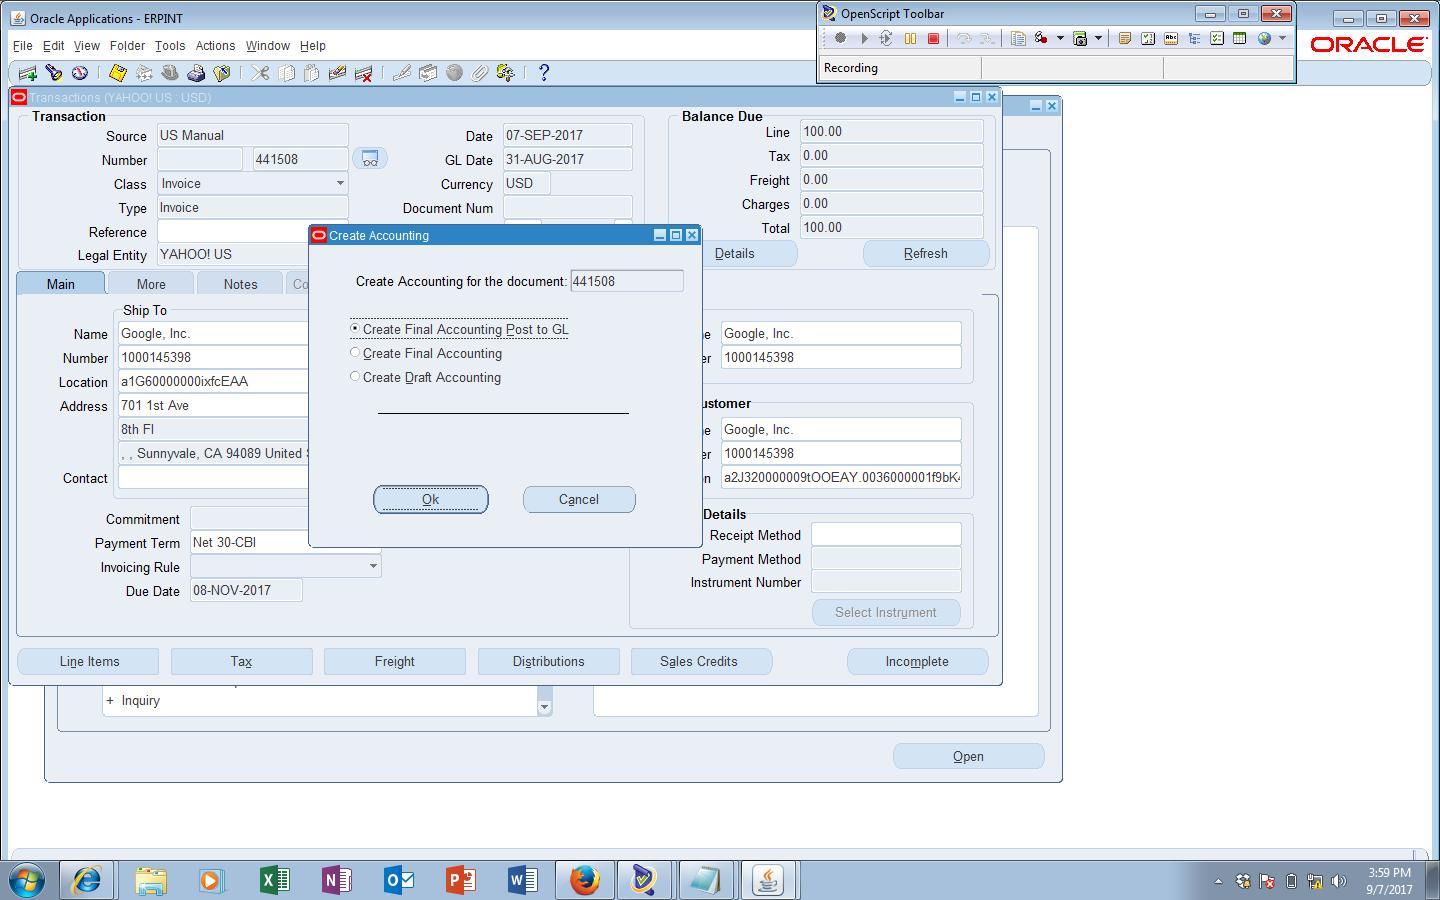 Oracle Applications - ERPINT
OpenScript Toolbar
File Edit View Folder Tools Actions Window Help
ORACLE
Recording
Transactions (YAHOO! US : USD)
Transaction
Source US Manual
Date 07-SEP-2017
Number 441508
GL Date 31-AUG-2017
Class Invoice
Currency USD
Type Invoice
Document Num
Reference
Legal Entity YAHOO! US
Balance Due
Line 100.00
Tax 0.00
Freight 0.00
Charges 0.00
Total 100.00
Details Refresh
Main More Notes Co
Create Accounting
Create Accounting for the document: 441508
Create Final Accounting Post to GL
Create Final Accounting
Create Draft Accounting
Ok Cancel
Ship To
Name Google, Inc.
Number 1000145398
Location a1G60000000ixfcEAA
Address 701 1st Ave
8th Fl
, , Sunnyvale, CA 94089 United S
Contact
e Google, Inc.
er 1000145398
ustomer
e Google, Inc.
er 1000145398
n a2J320000009tOOEAY.0036000001f9bK4
Commitment
Payment Term Net 30-CBI
Invoicing Rule
Due Date 08-NOV-2017
Details
Receipt Method
Payment Method
Instrument Number
Select Instrument
Line Items Tax Freight Distributions Sales Credits Incomplete
+ Inquiry
Open
3:59 PM
9/7/2017